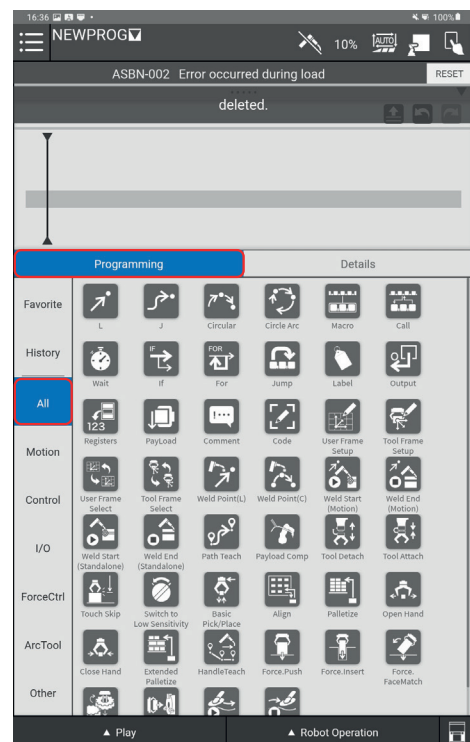 16:36 100%
NEWPROG
10% AUTO
ASBN-002 Error occurred during load RESET
deleted.
Programming Details
Favorite
L J Circular Circle Arc Macro Call
History
IF FOR
Wait If For Jump Label Output
All
123
Registers PayLoad Comment Code User Frame Setup Tool Frame Setup
Motion
User Frame Select Tool Frame Select Weld Point(L) Weld Point(C) Weld Start (Motion) Weld End (Motion)
Control
I/O
Weld Start (Standalone) Weld End (Standalone) Path Teach Payload Comp Tool Detach Tool Attach
ForceCtrl
Touch Skip Switch to Low Sensitivity Basic Pick/Place Align Palletize Open Hand
ArcTool
Close Hand Extended Palletize HandleTeach Force.Push Force.Insert Force. FaceMatch
Other
Play Robot Operation